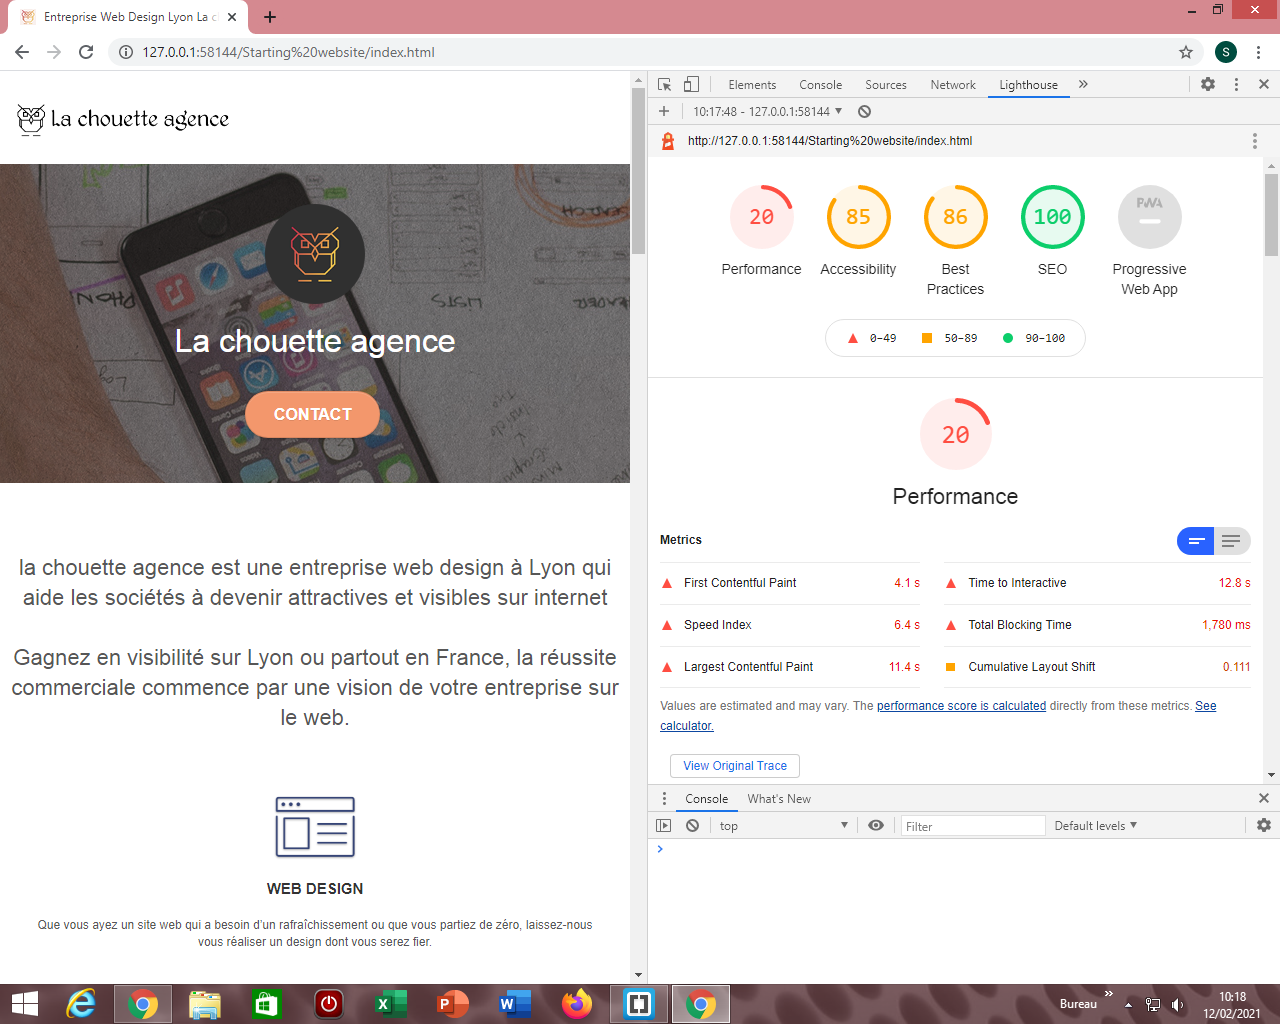 Entreprise Web Design Lyon La c
127.0.0.1:58144/Starting%20website/index.html
S
La chouette agence
La chouette agence
CONTACT
la chouette agence est une entreprise web design à Lyon qui
aide les sociétés à devenir attractives et visibles sur internet
Gagnez en visibilité sur Lyon ou partout en France, la réussite
commerciale commence par une vision de votre entreprise sur
le web.
WEB DESIGN
Que vous ayez un site web qui a besoin d'un rafraîchissement ou que vous partiez de zéro, laissez-nous
vous réaliser un design dont vous serez fier.
Elements Console Sources Network Lighthouse
10:17:48 - 127.0.0.1:58144
http://127.0.0.1:58144/Starting%20website/index.html
20 85 86 100 PWA
Performance Accessibility Best Practices SEO Progressive Web App
0–49 50–89 90–100
20
Performance
Metrics
First Contentful Paint 4.1 s
Time to Interactive 12.8 s
Speed Index 6.4 s
Total Blocking Time 1,780 ms
Largest Contentful Paint 11.4 s
Cumulative Layout Shift 0.111
Values are estimated and may vary. The performance score is calculated directly from these metrics. See
calculator.
View Original Trace
Console What's New
top Filter Default levels
Bureau
10:18
12/02/2021